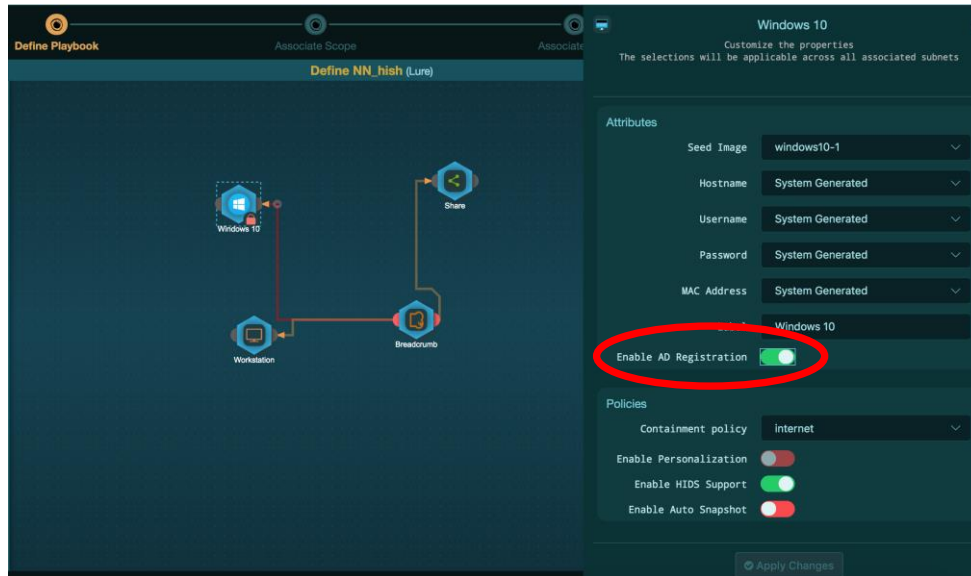 Define Playbook
Associate Scope
Associate
Define NN_hish (Lure)
Windows 10
Share
Workstation
Breadcrumb
Windows 10
Customize the properties
The selections will be applicable across all associated subnets
Attributes
Seed Image windows10-1
Hostname System Generated
Username System Generated
Password System Generated
MAC Address System Generated
Windows 10
Enable AD Registration
Policies
Containment policy internet
Enable Personalization
Enable HIDS Support
Enable Auto Snapshot
Apply Changes